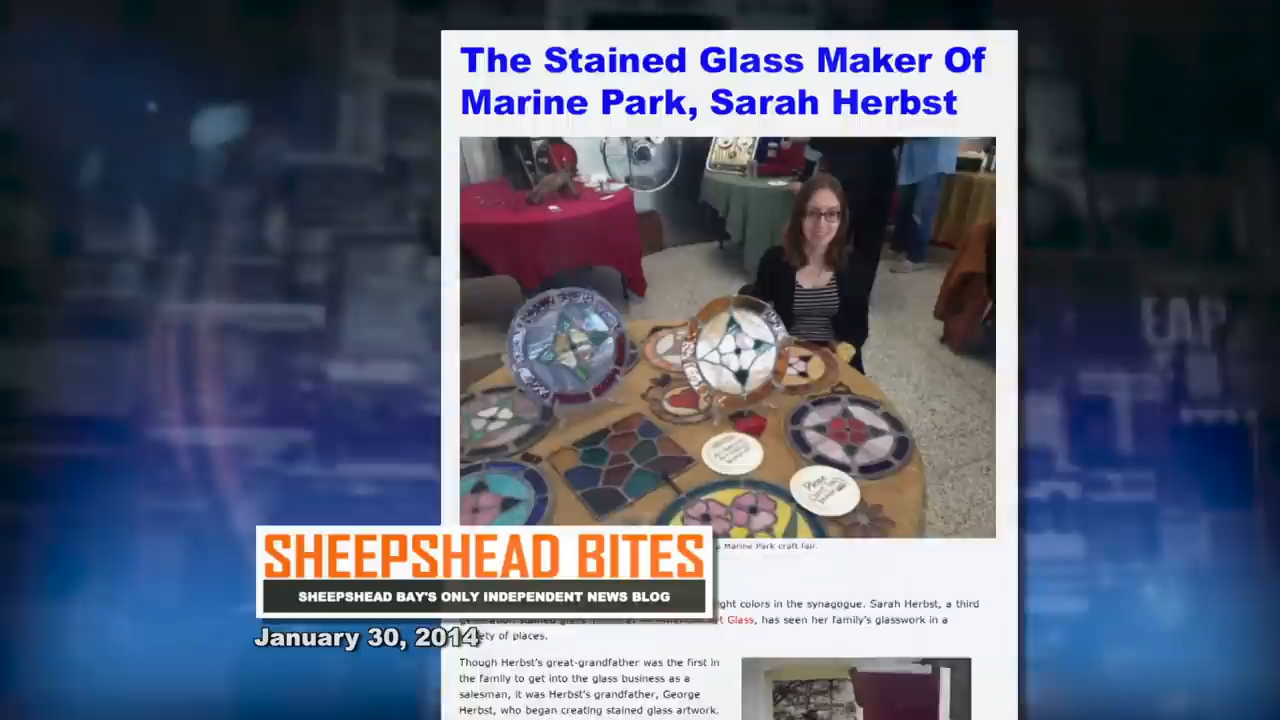 The Stained Glass Maker Of
Marine Park, Sarah Herbst
Please
a Marine Park craft fair.
SHEEPSHEAD BITES
SHEEPSHEAD BAY'S ONLY INDEPENDENT NEWS BLOG
January 30, 2014
colors in the synagogue. Sarah Herbst, a third
Glass, has seen her family's glasswork in a
of places.
Though Herbst's great-grandfather was the first in
the family to get into the glass business as a
salesman, it was Herbst's grandfather, George
Herbst, who began creating stained glass artwork.